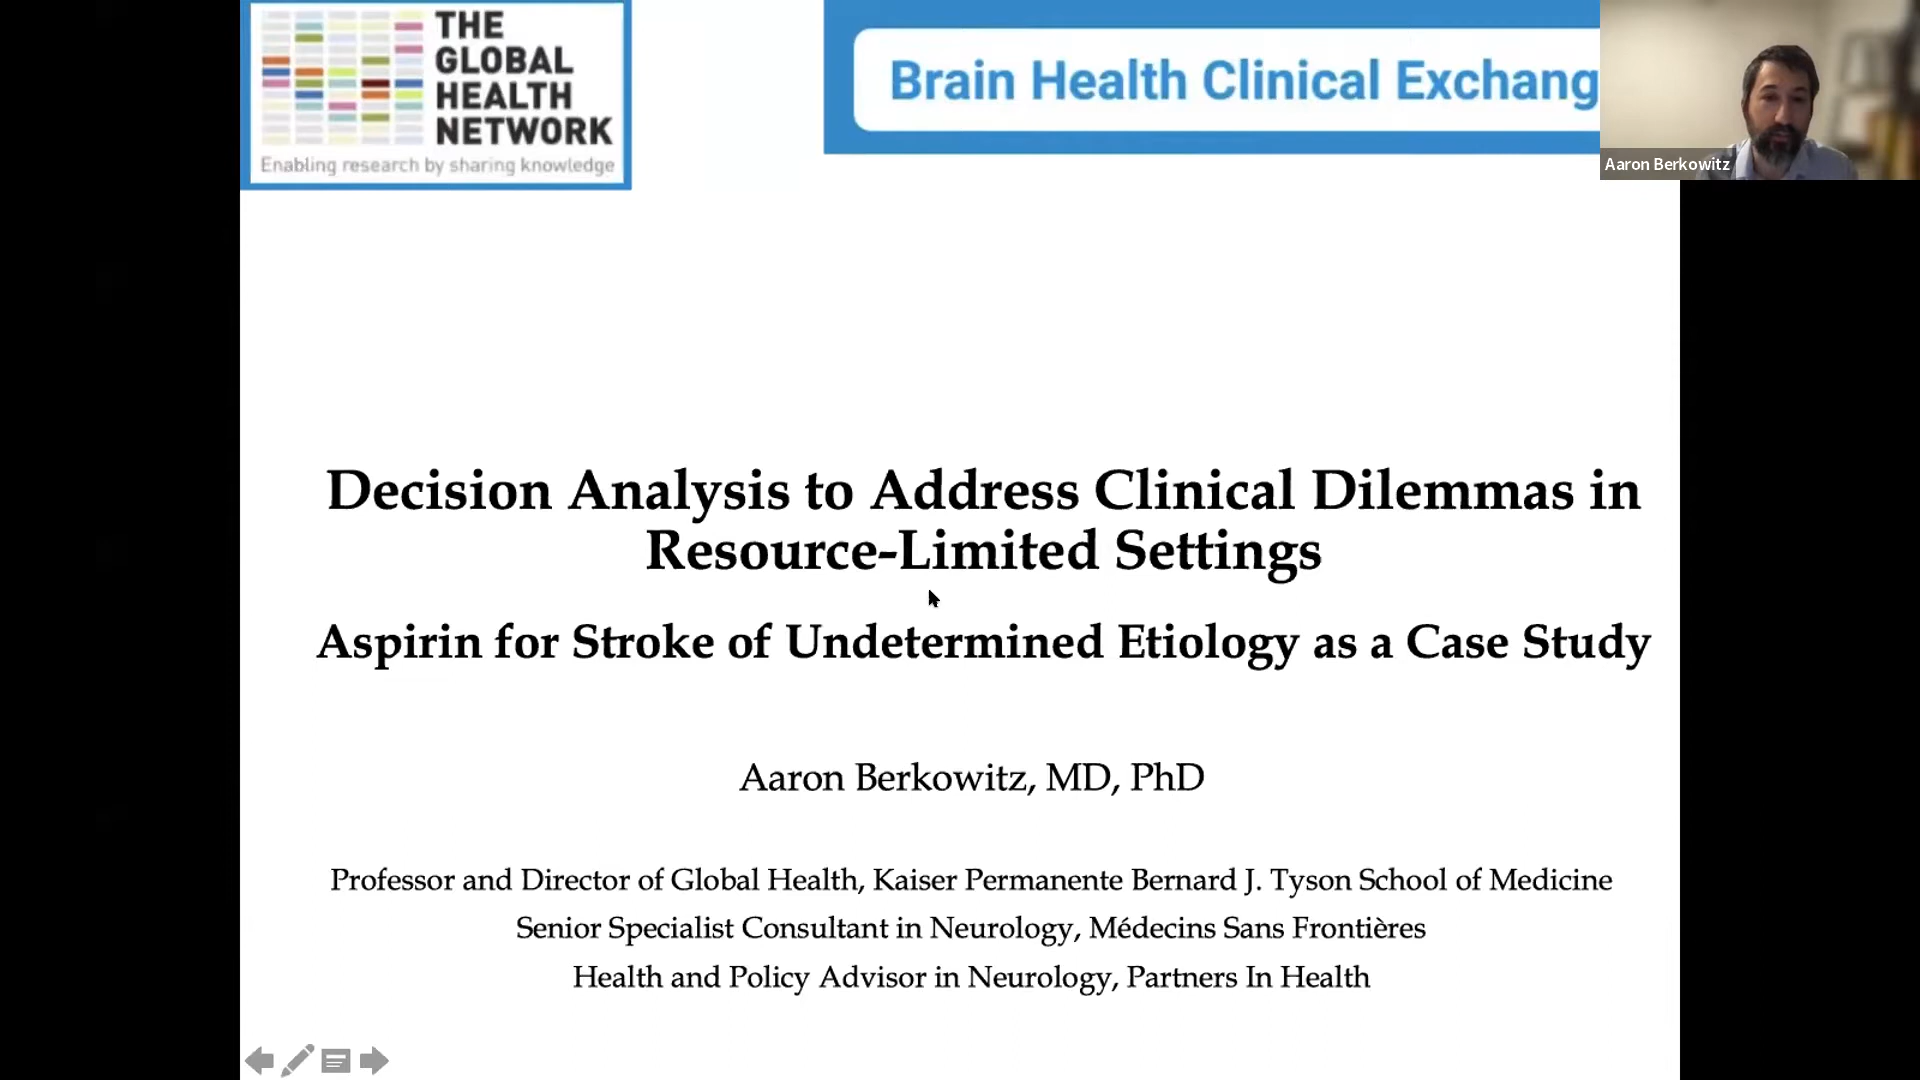 THE
GLOBAL
HEALTH
NETWORK
Enabling research by sharing knowledge
Brain Health Clinical Exchang
Aaron Berkowitz
Decision Analysis to Address Clinical Dilemmas in
Resource-Limited Settings
Aspirin for Stroke of Undetermined Etiology as a Case Study
Aaron Berkowitz, MD, PhD
Professor and Director of Global Health, Kaiser Permanente Bernard J. Tyson School of Medicine
Senior Specialist Consultant in Neurology, Médecins Sans Frontières
Health and Policy Advisor in Neurology, Partners In Health